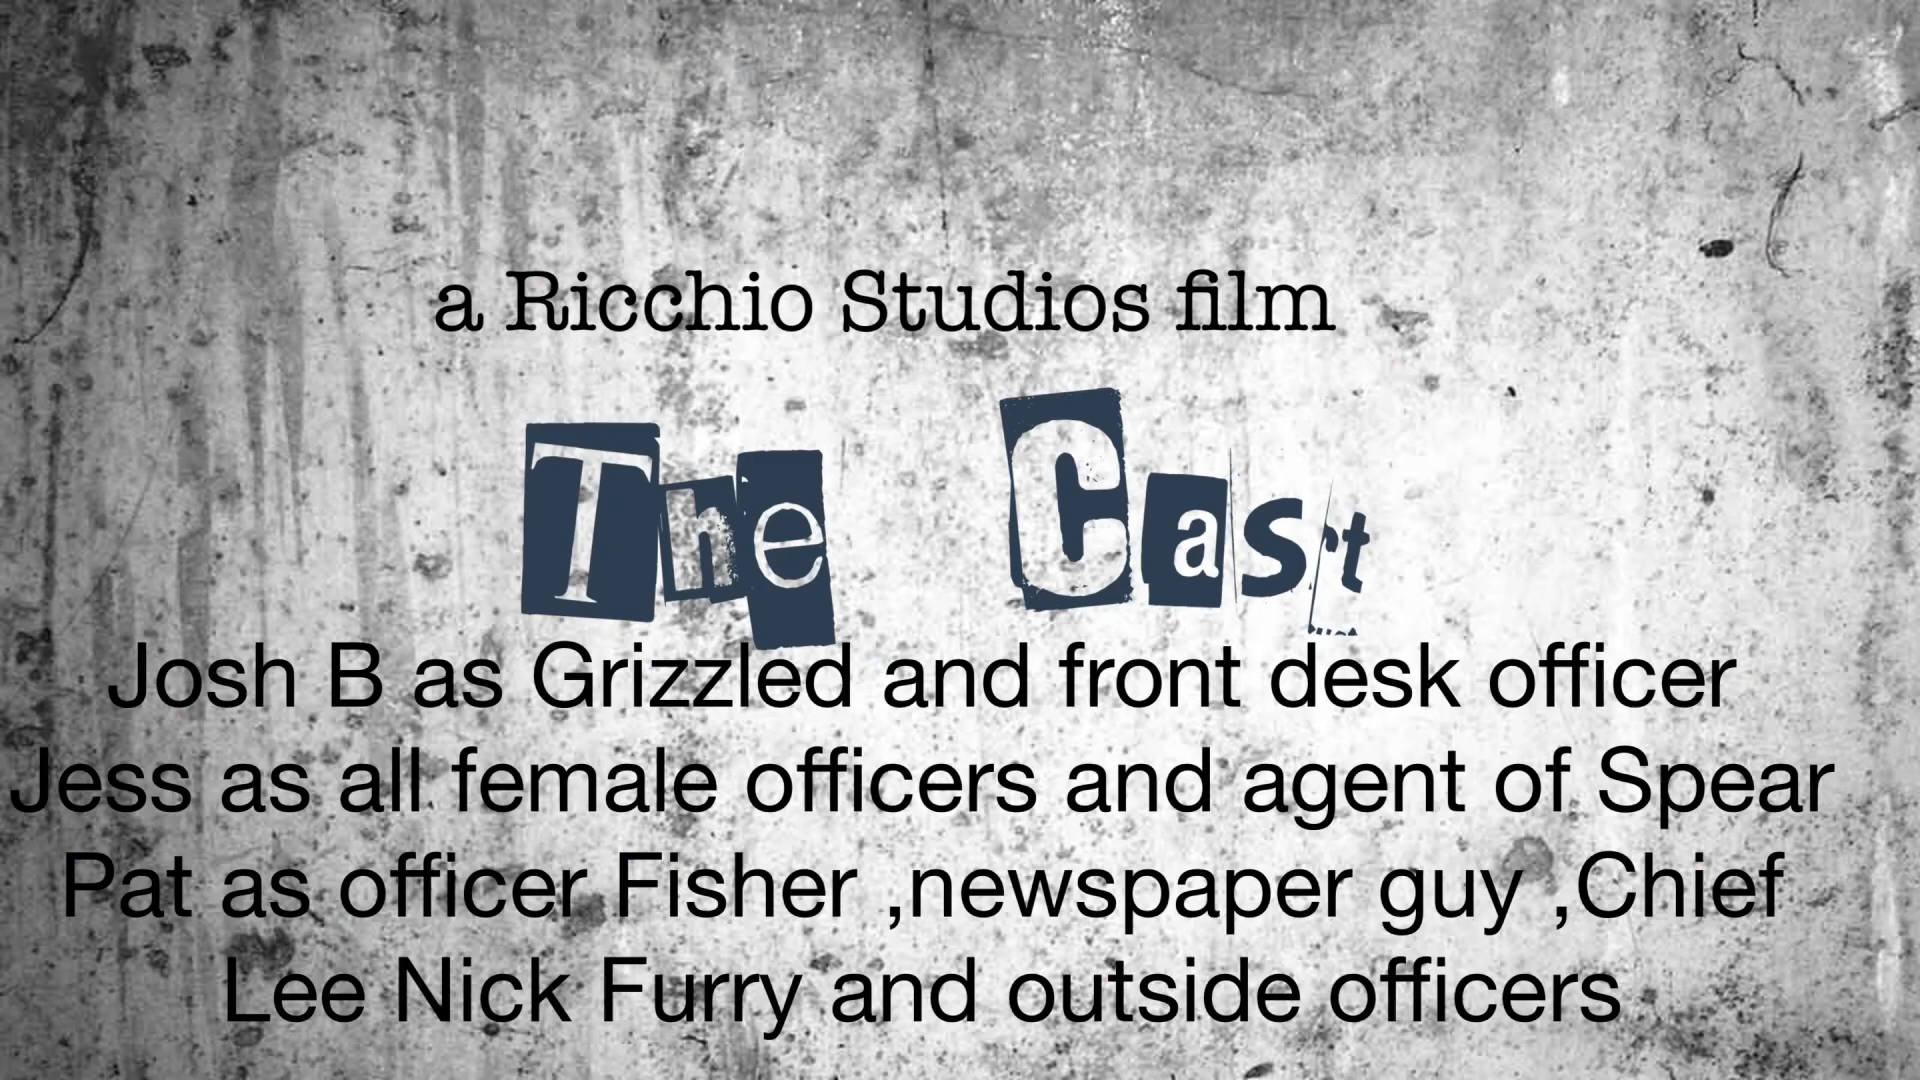 a Ricchio Studios film
The Cast
Josh B as Grizzled and front desk officer
Jess as all female officers and agent of Spear
Pat as officer Fisher ,newspaper guy ,Chief
Lee Nick Furry and outside officers